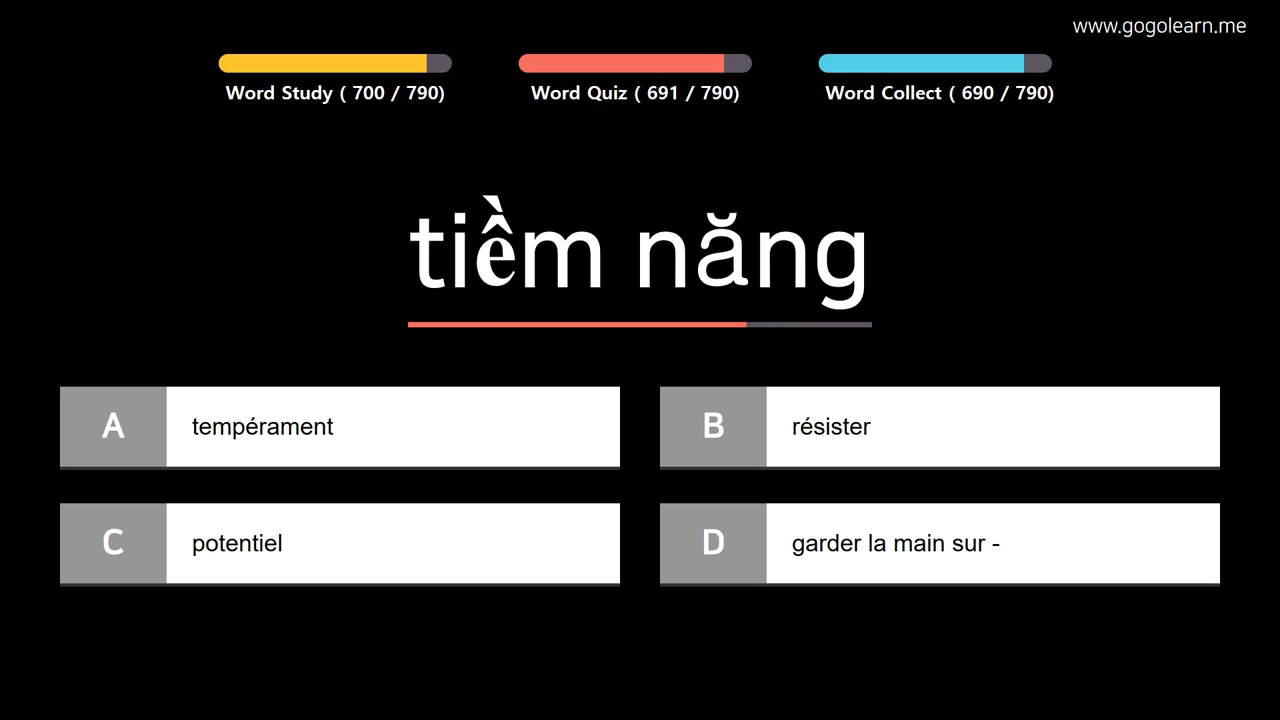 www.gogolearn.me
Word Study ( 700 / 790)
Word Quiz ( 691 / 790)
Word Collect ( 690 / 790)
tiềm năng
A tempérament
B résister
C potentiel
D garder la main sur -